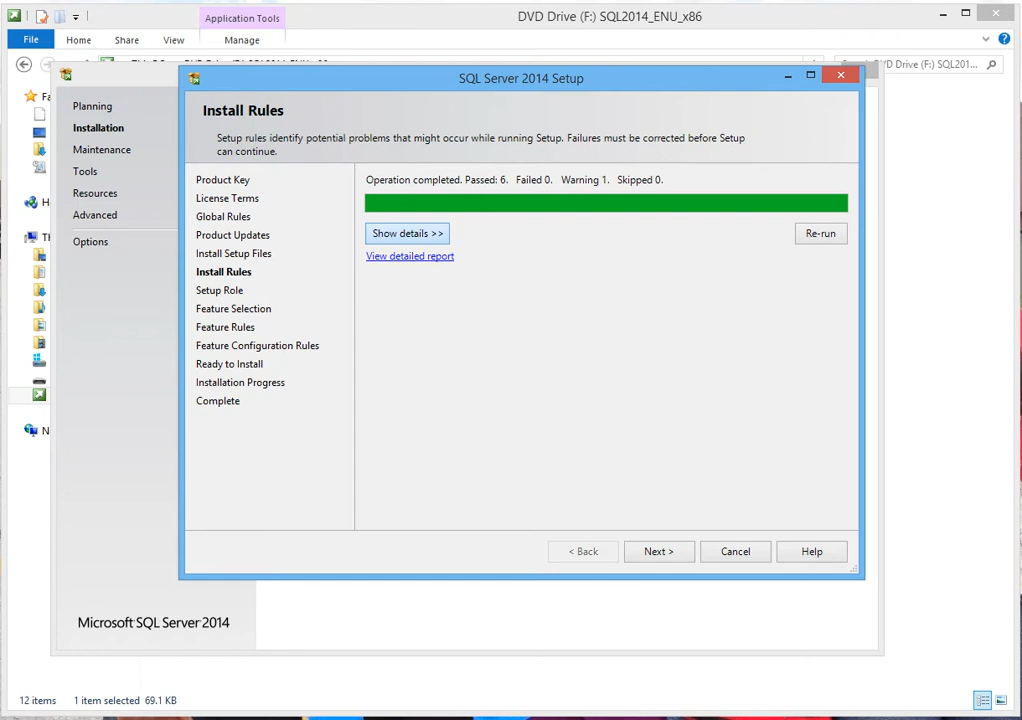 Application Tools
DVD Drive (F:) SQL2014_ENU_x86
File
Home
Share
View
Manage
DVD Drive (F:) SQL201...
SQL Server 2014 Setup
Planning
Installation
Maintenance
Tools
Resources
Advanced
Options
Install Rules
Setup rules identify potential problems that might occur while running Setup. Failures must be corrected before Setup
can continue.
Product Key
License Terms
Global Rules
Product Updates
Install Setup Files
Install Rules
Setup Role
Feature Selection
Feature Rules
Feature Configuration Rules
Ready to Install
Installation Progress
Complete
Operation completed. Passed: 6. Failed 0. Warning 1. Skipped 0.
Show details >>
Re-run
View detailed report
< Back
Next >
Cancel
Help
Microsoft SQL Server 2014
12 items
1 item selected 69.1 KB